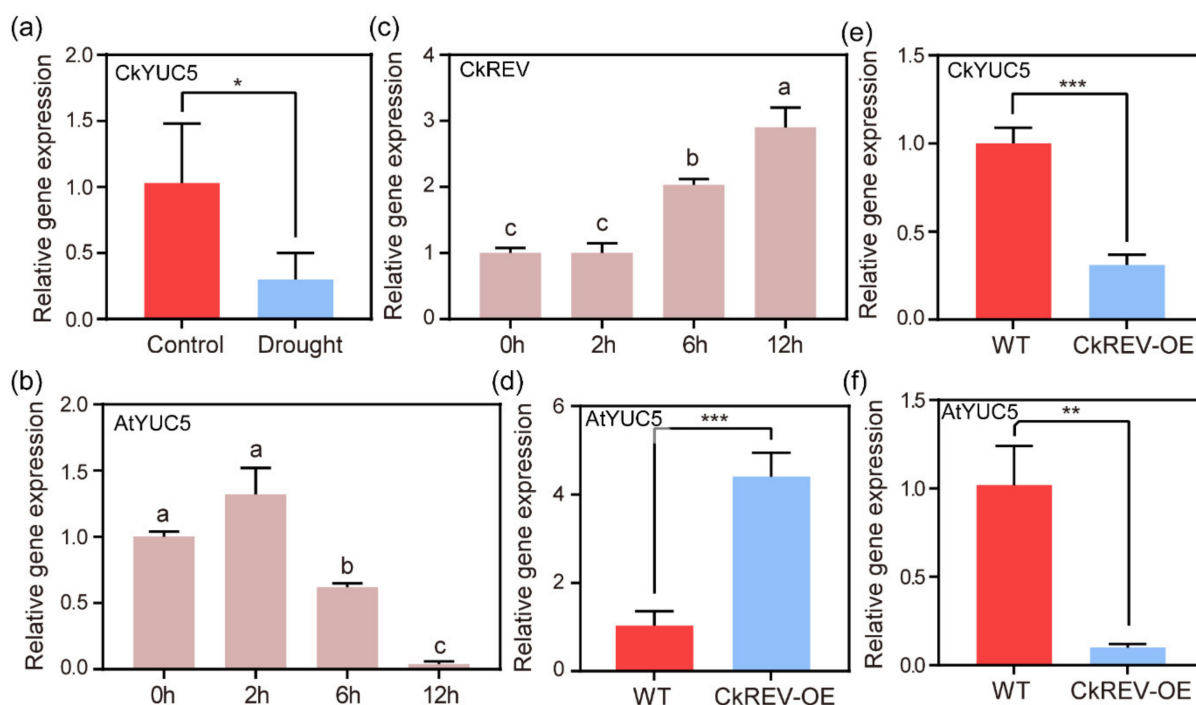 (a)
CkYUC5
*
Relative gene expression
2.0
1.5
1.0
0.5
0.0
Control Drought
(c)
CkREV
Relative gene expression
4
3
2
1
0
c c b a
0h 2h 6h 12h
(e)
CkYUC5
***
Relative gene expression
1.5
1.0
0.5
0.0
WT CkREV-OE
(b)
AtYUC5
Relative gene expression
2.0
1.5
1.0
0.5
0.0
a a b c
0h 2h 6h 12h
(d)
AtYUC5
***
Relative gene expression
6
4
2
0
WT CkREV-OE
(f)
AtYUC5
**
Relative gene expression
1.5
1.0
0.5
0.0
WT CkREV-OE